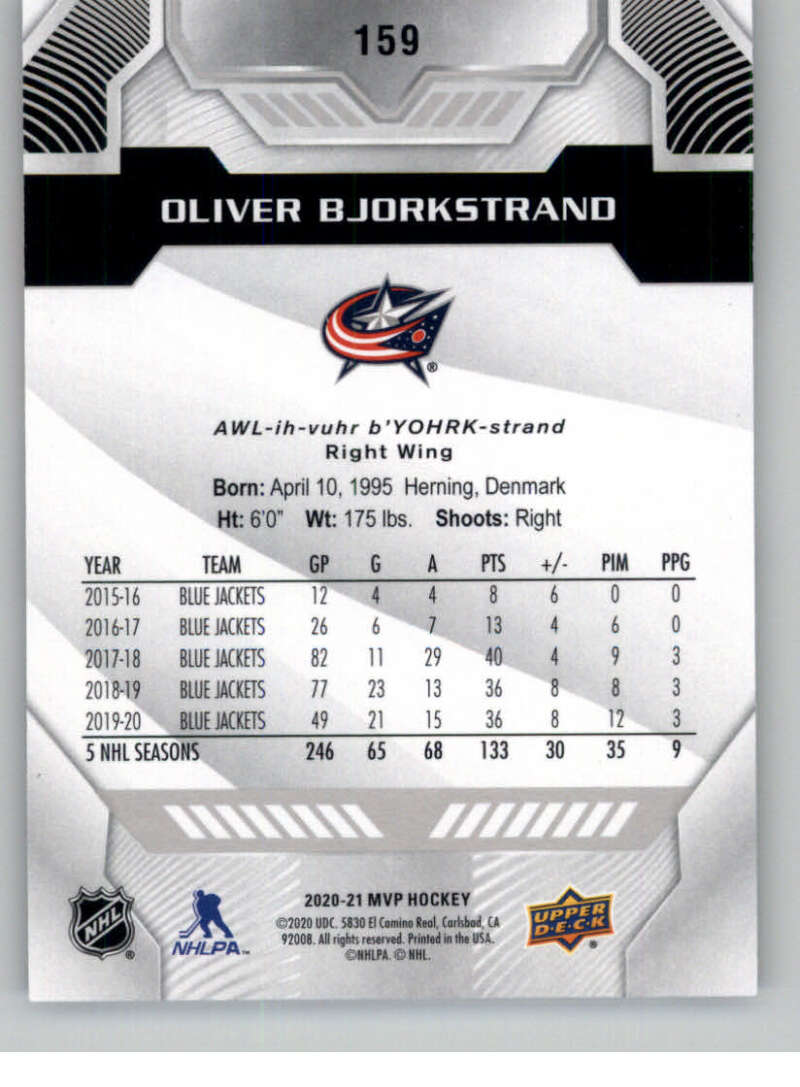 159
OLIVER BJORKSTRAND
®
AWL-ih-vuhr b'YOHRK-strand
Right Wing
Born: April 10, 1995 Herning, Denmark
Ht: 6'0" Wt: 175 lbs. Shoots: Right
YEAR TEAM GP G A PTS +/- PIM PPG
2015-16 BLUE JACKETS 12 4 4 8 6 0 0
2016-17 BLUE JACKETS 26 6 7 13 4 6 0
2017-18 BLUE JACKETS 82 11 29 40 4 9 3
2018-19 BLUE JACKETS 77 23 13 36 8 8 3
2019-20 BLUE JACKETS 49 21 15 36 8 12 3
5 NHL SEASONS 246 65 68 133 30 35 9
NHL ®
NHLPA™
2020-21 MVP HOCKEY
©2020 UDC. 5830 El Camino Real, Carlsbad, CA
92008. All rights reserved. Printed in the USA.
©NHLPA. © NHL.
UPPER
D·E·C·K ®